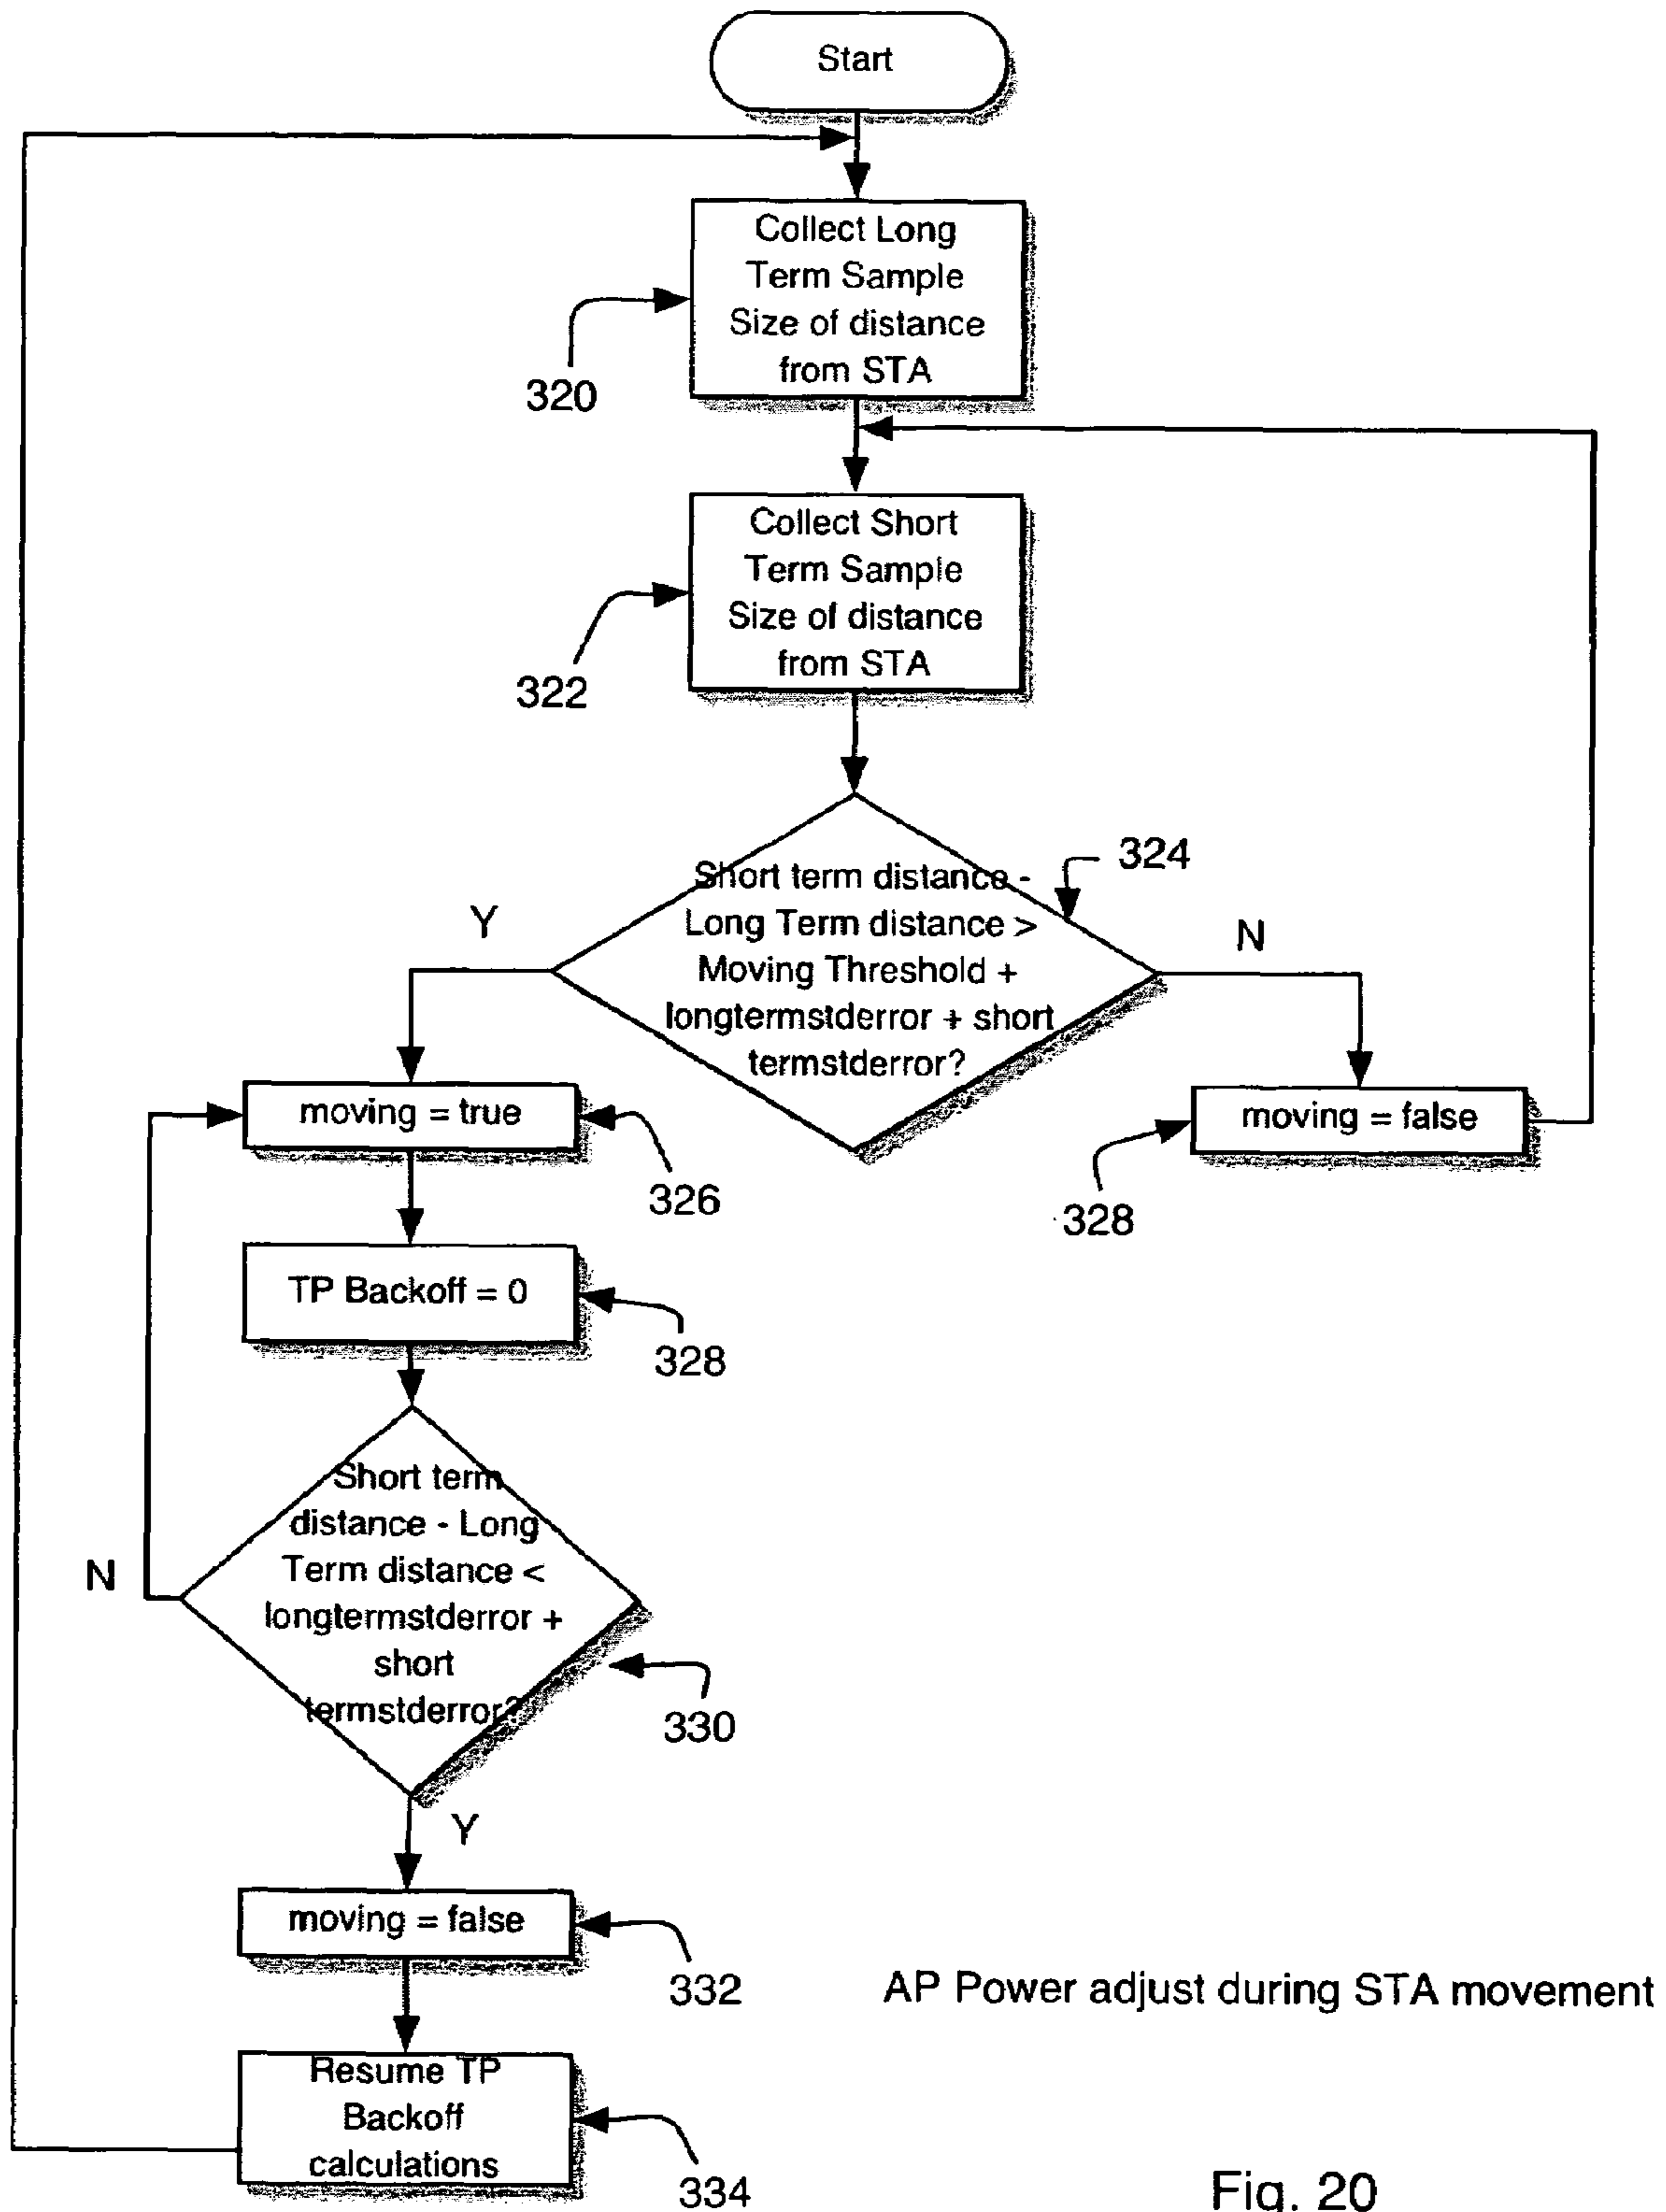 Start
Collect Long
Term Sample
Size of distance
from STA
320
Collect Short
Term Sample
Size of distance
from STA
322
Short term distance -
Long Term distance >
Moving Threshold +
longtermstderror + short
termstderror?
324
Y
N
moving = true
326
moving = false
328
TP Backoff = 0
328
Short term
distance - Long
Term distance <
longtermstderror +
short
termstderror?
N
330
Y
moving = false
332
AP Power adjust during STA movement
Resume TP
Backoff
calculations
334
Fig. 20